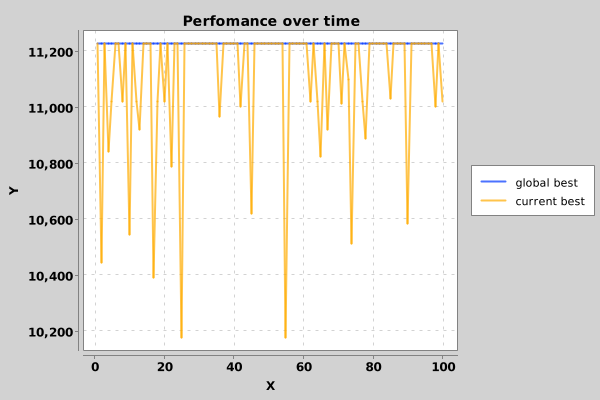 Perfomance over time
11,200
11,000
10,800
10,600
10,400
10,200
Y
0 20 40 60 80 100
X
global best
current best